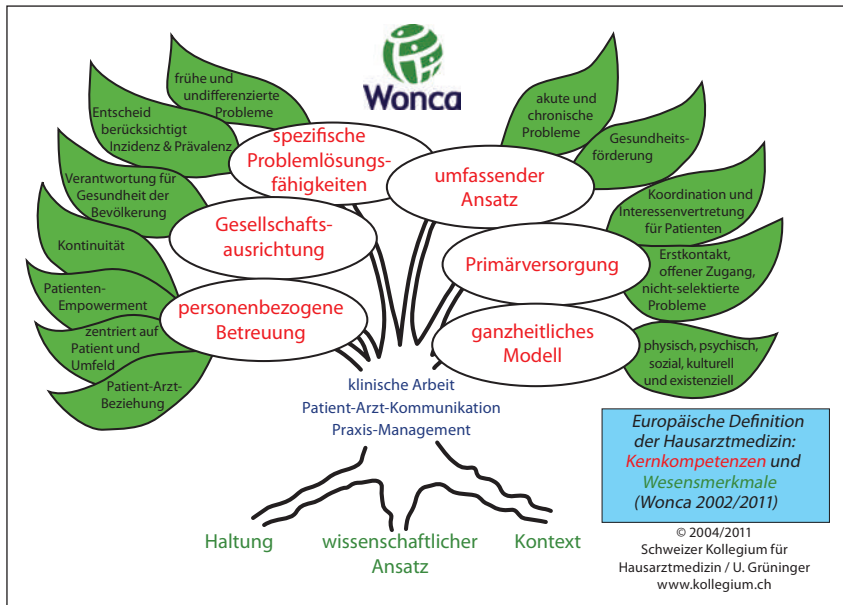 Wonca
frühe und
undifferenzierte
Probleme
Entscheid
berücksichtigt
Inzidenz & Prävalenz
Verantwortung für
Gesundheit der
Bevölkerung
Kontinuität
Patienten-
Empowerment
zentriert auf
Patient und
Umfeld
Patient-Arzt-
Beziehung
spezifische
Problemlösungs-
fähigkeiten
Gesellschafts-
ausrichtung
personenbezogene
Betreuung
umfassender
Ansatz
Primärversorgung
ganzheitliches
Modell
akute und
chronische
Probleme
Gesundheits-
förderung
Koordination und
Interessenvertretung
für Patienten
Erstkontakt,
offener Zugang,
nicht-selektierte
Probleme
physisch, psychisch,
sozial, kulturell
und existenziell
klinische Arbeit
Patient-Arzt-Kommunikation
Praxis-Management
Haltung
wissenschaftlicher
Ansatz
Kontext
Europäische Definition
der Hausarztmedizin:
Kernkompetenzen und
Wesensmerkmale
(Wonca 2002/2011)
© 2004/2011
Schweizer Kollegium für
Hausarztmedizin / U. Grüninger
www.kollegium.ch